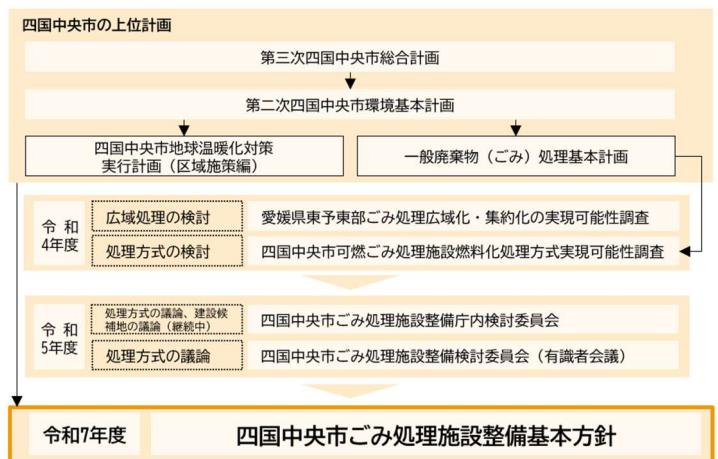 四国中央市の上位計画
第三次四国中央市総合計画
第二次四国中央市環境基本計画
四国中央市地球温暖化対策
実行計画（区域施策編）
一般廃棄物（ごみ）処理基本計画
令和
4年度
広域処理の検討
愛媛県東予東部ごみ処理広域化・集約化の実現可能性調査
処理方式の検討
四国中央市可燃ごみ処理施設燃料化処理方式実現可能性調査
令和
5年度
処理方式の議論、建設候
補地の議論（継続中）
四国中央市ごみ処理施設整備庁内検討委員会
処理方式の議論
四国中央市ごみ処理施設整備検討委員会（有識者会議）
令和7年度
四国中央市ごみ処理施設整備基本方針